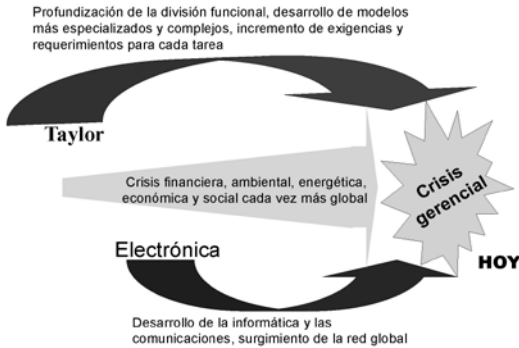 Profundización de la división funcional, desarrollo de modelos
más especializados y complejos, incremento de exigencias y
requerimientos para cada tarea
Taylor
Crisis financiera, ambiental, energética,
económica y social cada vez más global
Crisis
gerencial
Electrónica
HOY
Desarrollo de la informática y las
comunicaciones, surgimiento de la red global